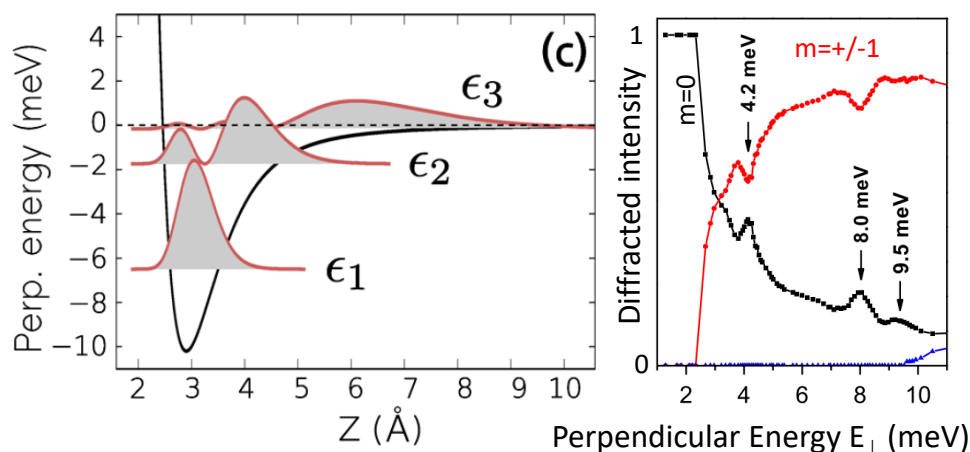 (c)
Perp. energy (meV)
4
2
0
−2
−4
−6
−8
−10
ϵ3
ϵ2
ϵ1
2 3 4 5 6 7 8 9 10
Z (Å)
Diffracted intensity
1
0
m=0
m=+/-1
4.2 meV
8.0 meV
9.5 meV
2 4 6 8 10
Perpendicular Energy E⊥ (meV)